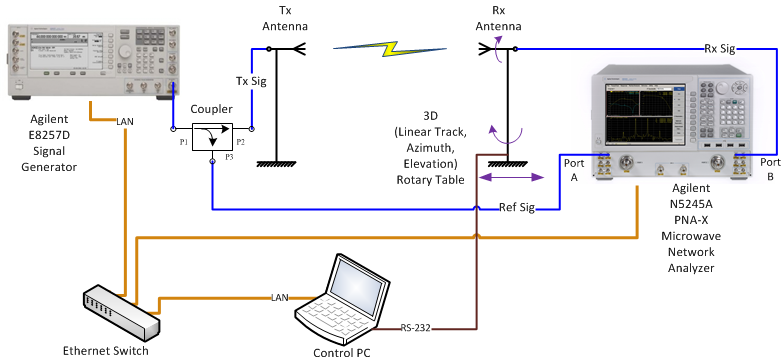 Tx
Antenna
Rx
Antenna
Rx Sig
Tx Sig
Coupler
P1
P2
P3
LAN
Agilent
E8257D
Signal
Generator
3D
(Linear Track,
Azimuth,
Elevation)
Rotary Table
Port
A
Port
B
Ref Sig
Agilent
N5245A
PNA-X
Microwave
Network
Analyzer
LAN
RS-232
Ethernet Switch
Control PC